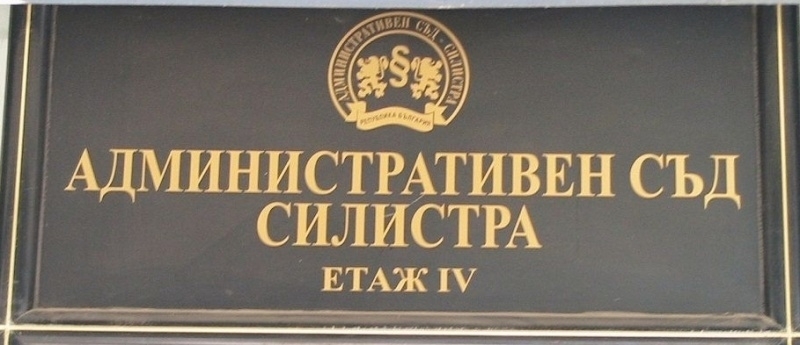 АДМИНИСТРАТИВЕН СЪД - СИЛИСТРА
§
РЕПУБЛИКА БЪЛГАРИЯ
АДМИНИСТРАТИВЕН СЪД
СИЛИСТРА
ЕТАЖ IV